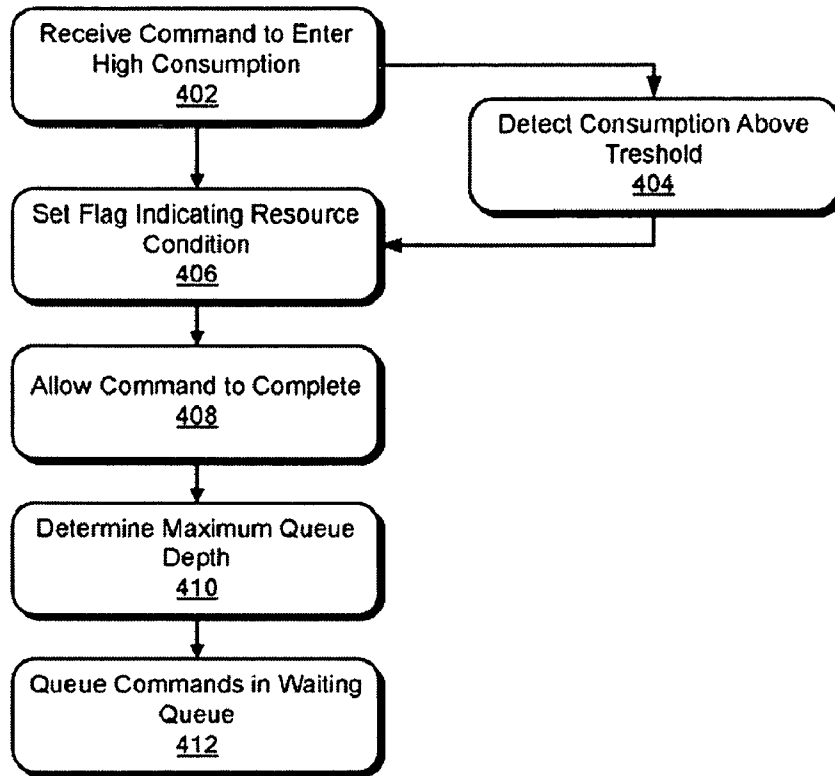 Receive Command to Enter
High Consumption
402
Detect Consumption Above
Treshold
404
Set Flag Indicating Resource
Condition
406
Allow Command to Complete
408
Determine Maximum Queue
Depth
410
Queue Commands in Waiting
Queue
412